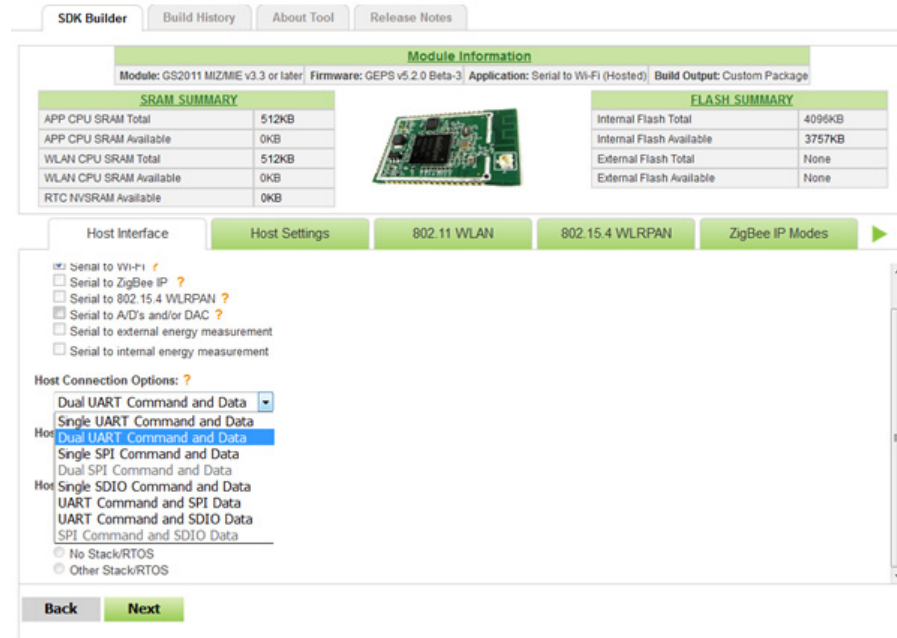 SDK Builder Build History About Tool Release Notes
Module Information
Module: GS2011 MIZ/MIE v3.3 or later Firmware: GEPS v5.2.0 Beta-3 Application: Serial to Wi-Fi (Hosted) Build Output: Custom Package
SRAM SUMMARY
APP CPU SRAM Total 512KB
APP CPU SRAM Available 0KB
WLAN CPU SRAM Total 512KB
WLAN CPU SRAM Available 0KB
RTC NVSRAM Available 0KB
FLASH SUMMARY
Internal Flash Total 4096KB
Internal Flash Available 3757KB
External Flash Total None
External Flash Available None
Host Interface Host Settings 802.11 WLAN 802.15.4 WLRPAN ZigBee IP Modes
Serial to Wi-Fi ?
Serial to ZigBee IP ?
Serial to 802.15.4 WLRPAN ?
Serial to A/D's and/or DAC ?
Serial to external energy measurement
Serial to internal energy measurement
Host Connection Options: ?
Dual UART Command and Data
Single UART Command and Data
Dual UART Command and Data
Single SPI Command and Data
Dual SPI Command and Data
Single SDIO Command and Data
UART Command and SPI Data
UART Command and SDIO Data
SPI Command and SDIO Data
No Stack/RTOS
Other Stack/RTOS
Back Next